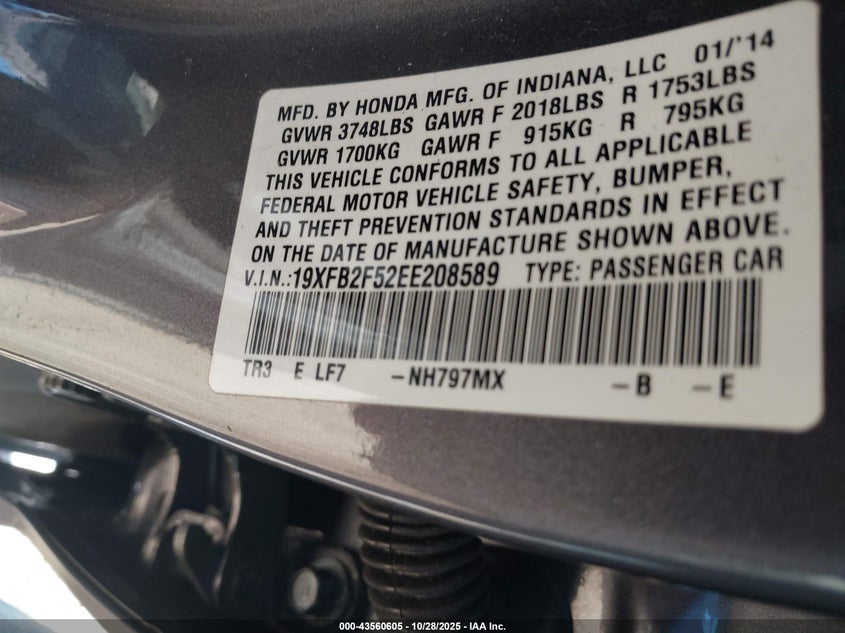 MFD. BY HONDA MFG. OF INDIANA, LLC 01/'14
GVWR 3748LBS GAWR F 2018LBS R 1753LBS
GVWR 1700KG GAWR F 915KG R 795KG
THIS VEHICLE CONFORMS TO ALL APPLICABLE
FEDERAL MOTOR VEHICLE SAFETY, BUMPER,
AND THEFT PREVENTION STANDARDS IN EFFECT
ON THE DATE OF MANUFACTURE SHOWN ABOVE.
V.I.N.:19XFB2F52EE208589 TYPE: PASSENGER CAR
TR3 E LF7 -NH797MX -B -E
000-43560605 - 10/28/2025 - IAA Inc.